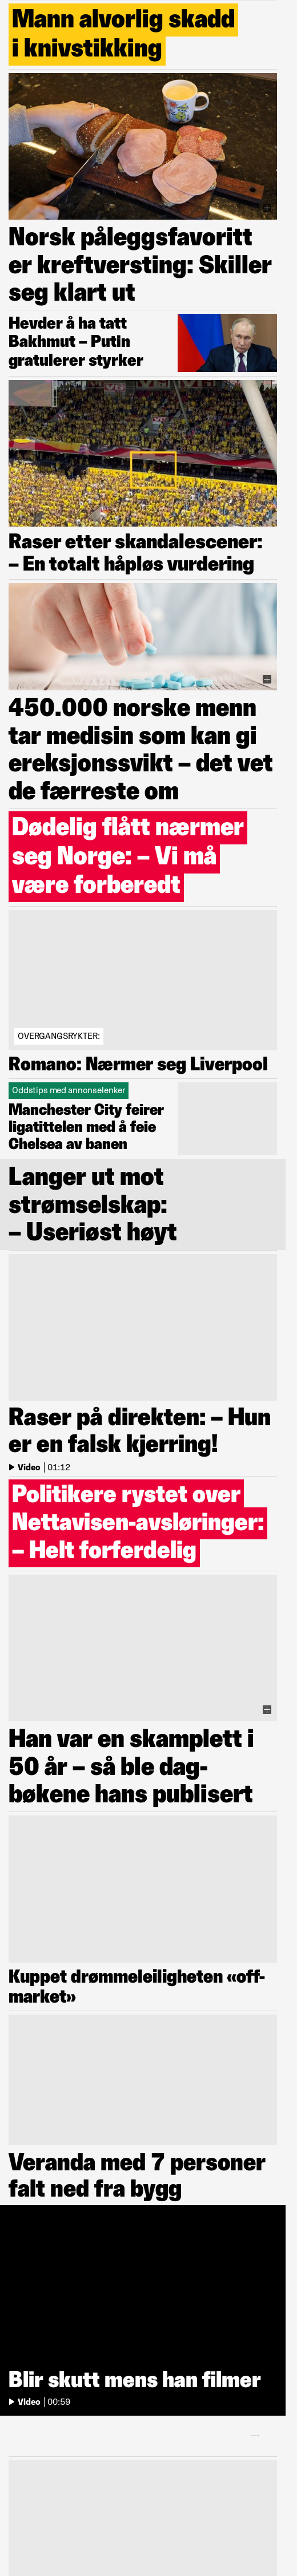 Mann alvorlig skadd
i knivstikking
Norsk påleggsfavoritt
er kreftversting: Skiller
seg klart ut
Hevder å ha tatt
Bakhmut – Putin
gratulerer styrker
Raser etter skandalescener:
– En totalt håpløs vurdering
450.000 norske menn
tar medisin som kan gi
ereksjonssvikt – det vet
de færreste om
Dødelig flått nærmer
seg Norge: – Vi må
være forberedt
OVERGANGSRYKTER:
Romano: Nærmer seg Liverpool
Oddstips med annonselenker
Manchester City feirer
ligatittelen med å feie
Chelsea av banen
Langer ut mot
strømselskap:
– Useriøst høyt
Raser på direkten: – Hun
er en falsk kjerring!
Video | 01:12
Politikere rystet over
Nettavisen-avsløringer:
– Helt forferdelig
Han var en skamplett i
50 år – så ble dag-
bøkene hans publisert
Kuppet drømmeleiligheten «off-
market»
Veranda med 7 personer
falt ned fra bygg
Blir skutt mens han filmer
Video | 00:59